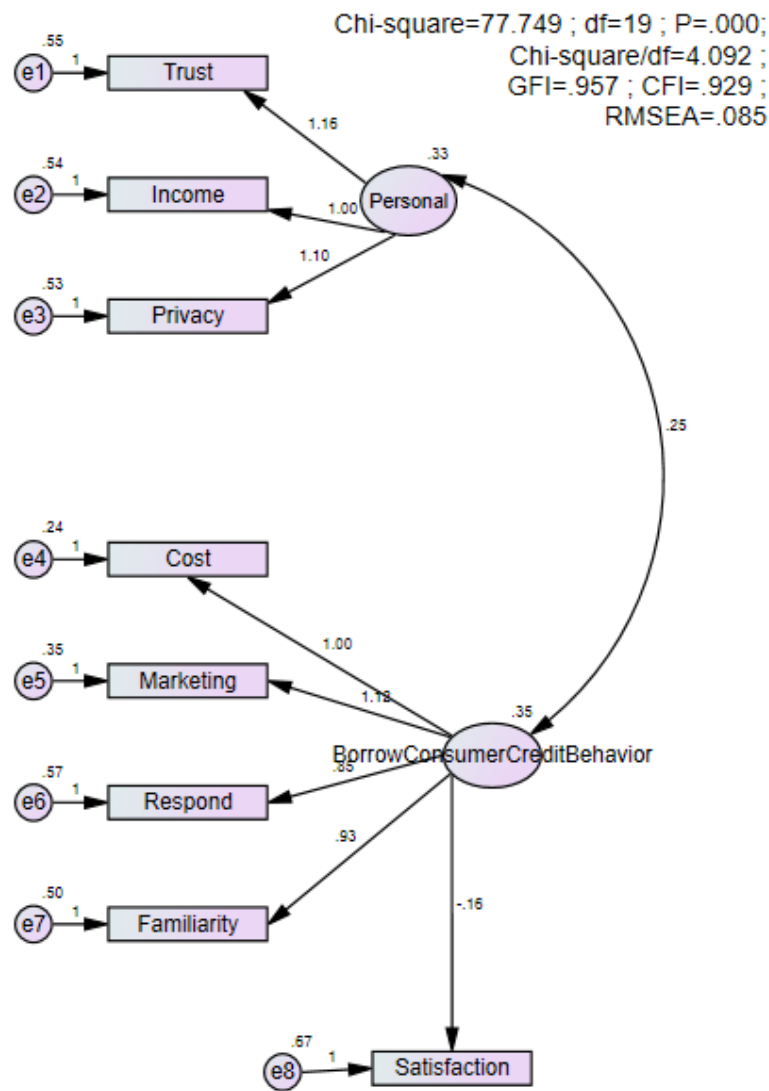 Chi-square=77.749 ; df=19 ; P=.000;
Chi-square/df=4.092 ;
GFI=.957 ; CFI=.929 ;
RMSEA=.085
.55
e1
1
Trust
1.16
.33
Personal
.54
e2
1
Income
1.00
1.10
.53
e3
1
Privacy
.25
.24
e4
1
Cost
1.00
.35
e5
1
Marketing
1.12
.35
BorrowConsumerCreditBehavior
.85
.57
e6
1
Respond
.93
.50
e7
1
Familiarity
-.16
.67
e8
1
Satisfaction